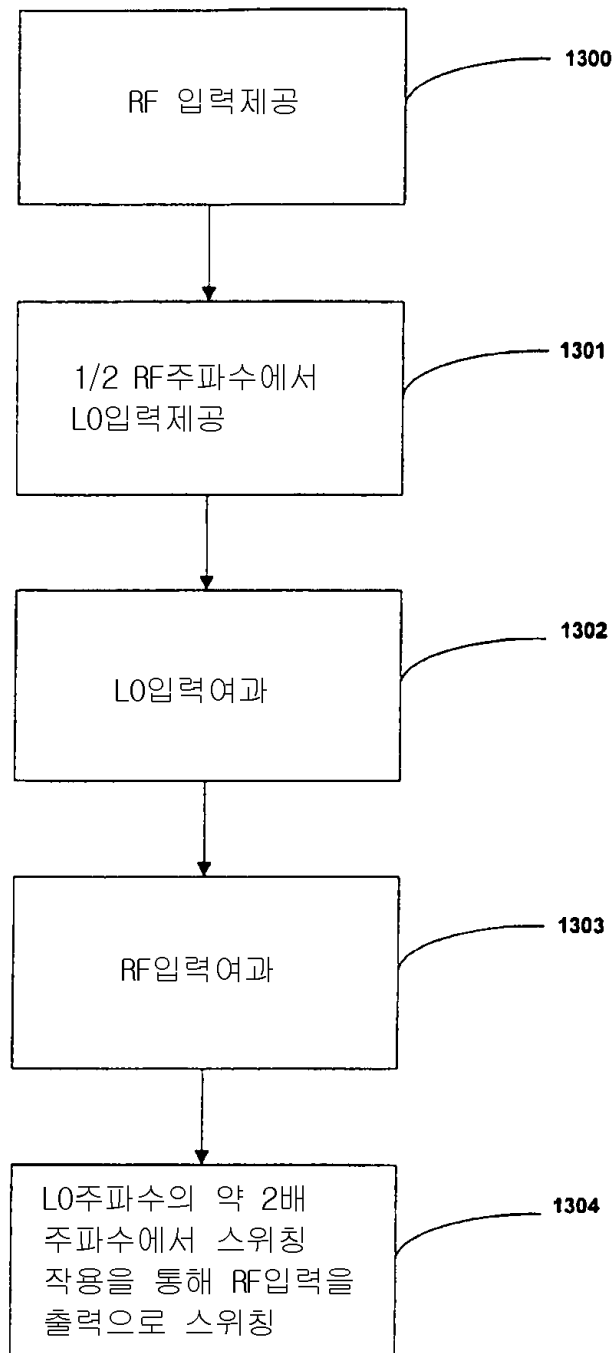 RF 입력제공
1300
1/2 RF주파수에서
LO입력제공
1301
LO입력여과
1302
RF입력여과
1303
LO주파수의 약 2배
주파수에서 스위칭
작용을 통해 RF입력을
출력으로 스위칭
1304